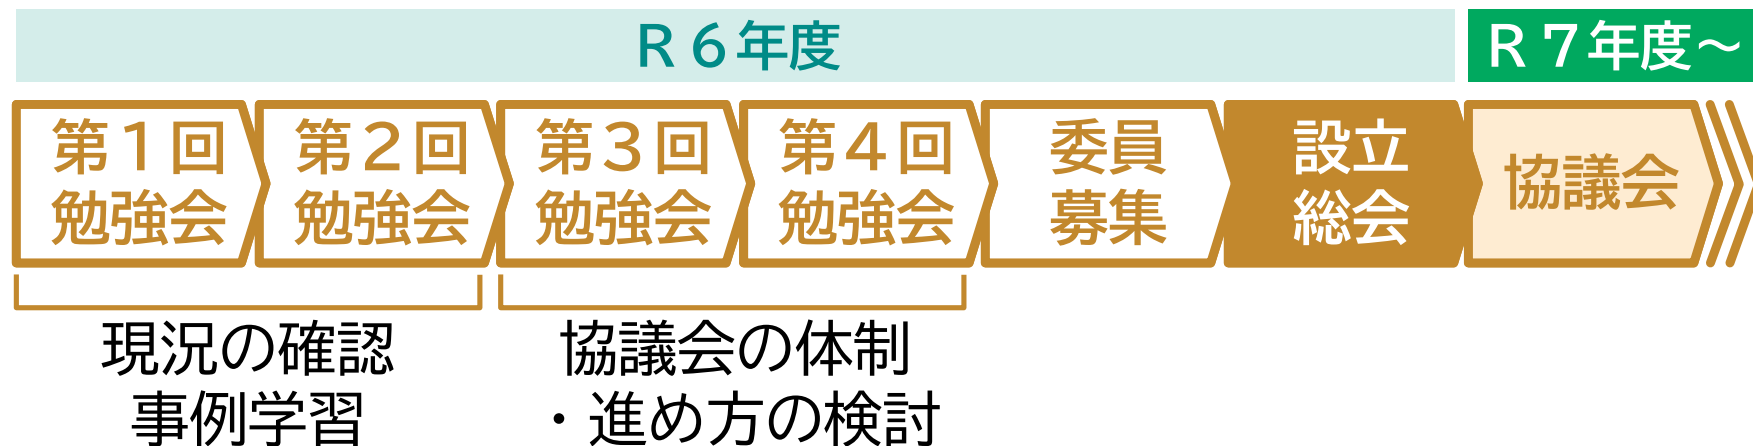 R６年度
R７年度～
第１回
勉強会
第２回
勉強会
第３回
勉強会
第４回
勉強会
委員
募集
設立
総会
協議会
現況の確認
事例学習
協議会の体制
・進め方の検討